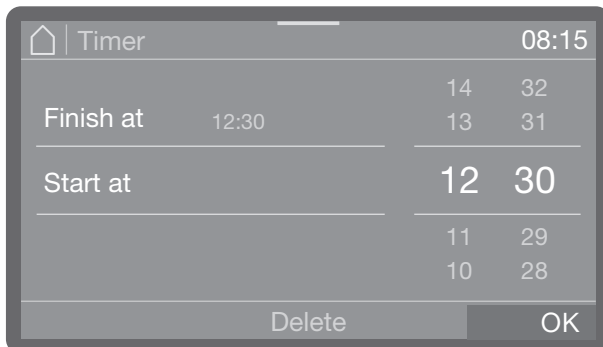 Timer 08:15
14 32
Finish at 12:30 13 31
Start at 12 30
11 29
10 28
Delete OK